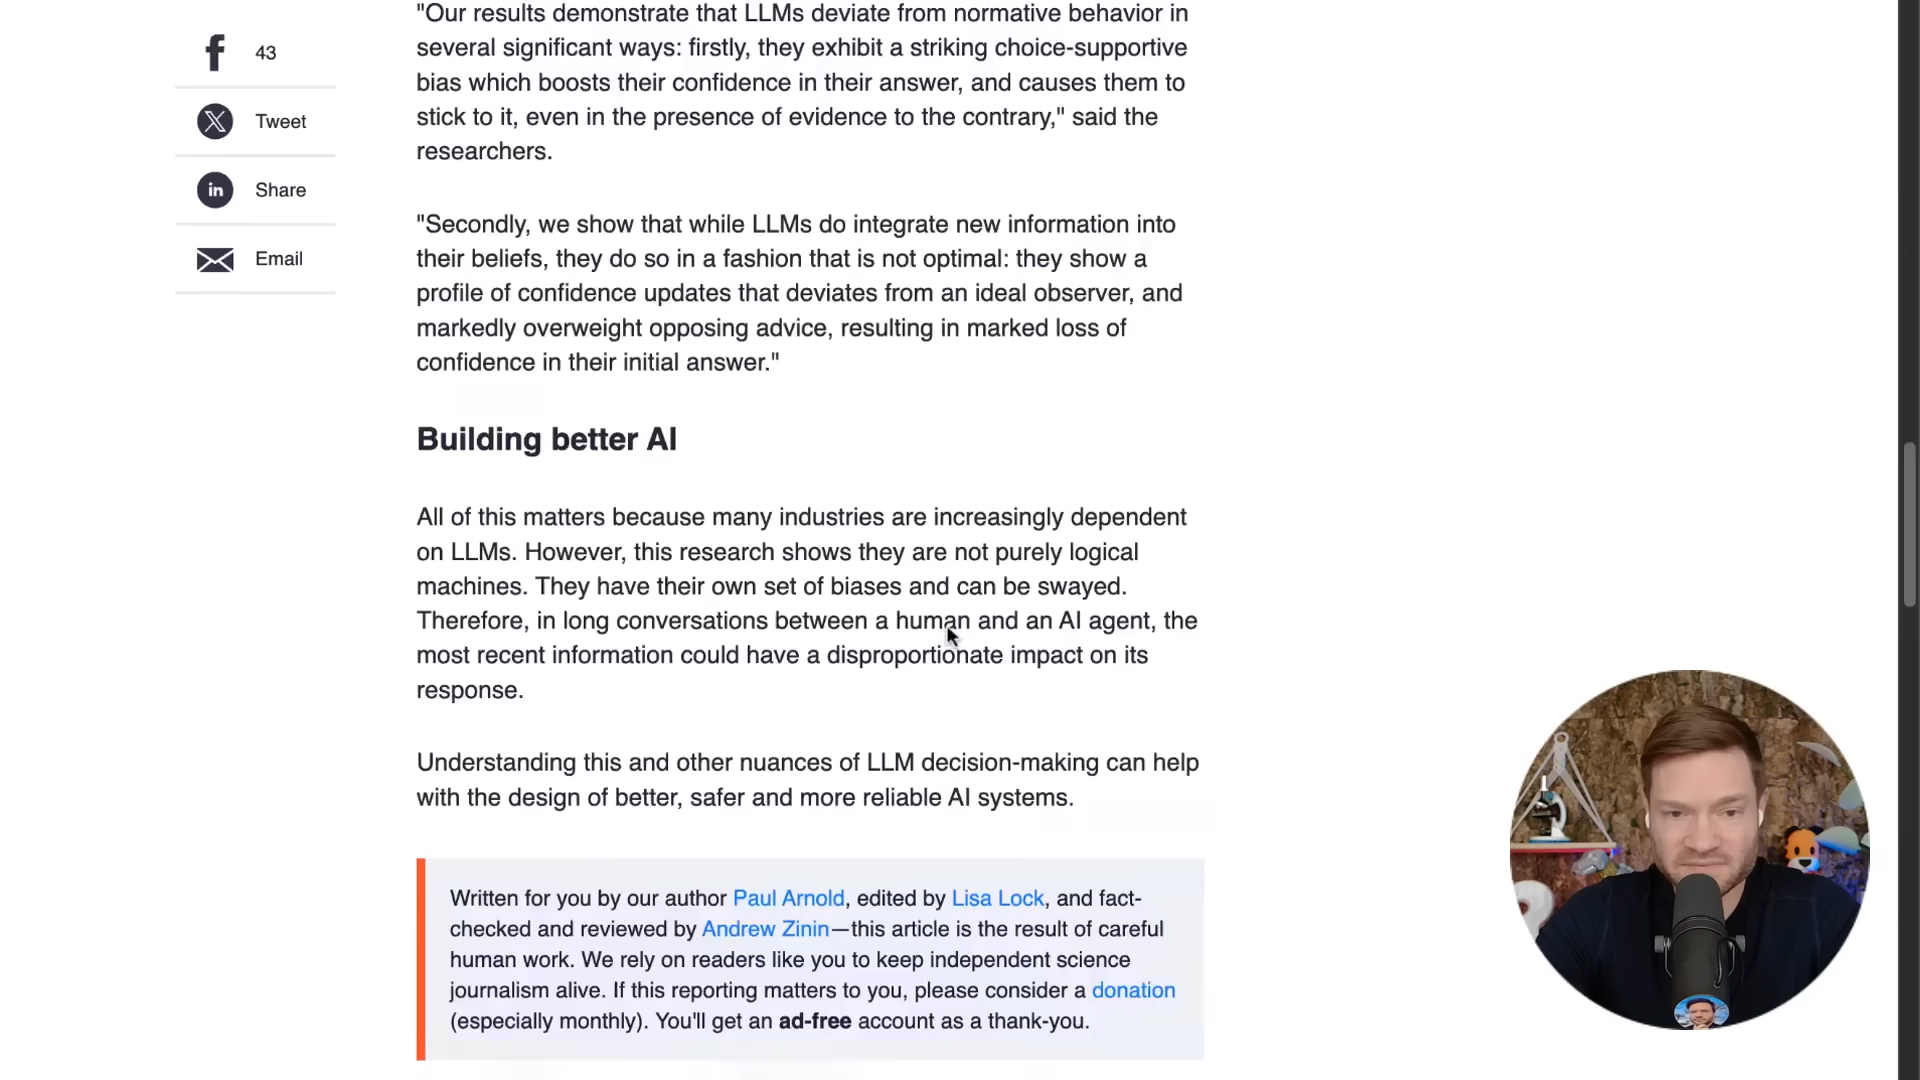 43
Tweet
Share
Email
"Our results demonstrate that LLMs deviate from normative behavior in
several significant ways: firstly, they exhibit a striking choice-supportive
bias which boosts their confidence in their answer, and causes them to
stick to it, even in the presence of evidence to the contrary," said the
researchers.
"Secondly, we show that while LLMs do integrate new information into
their beliefs, they do so in a fashion that is not optimal: they show a
profile of confidence updates that deviates from an ideal observer, and
markedly overweight opposing advice, resulting in marked loss of
confidence in their initial answer."
Building better AI
All of this matters because many industries are increasingly dependent
on LLMs. However, this research shows they are not purely logical
machines. They have their own set of biases and can be swayed.
Therefore, in long conversations between a human and an AI agent, the
most recent information could have a disproportionate impact on its
response.
Understanding this and other nuances of LLM decision-making can help
with the design of better, safer and more reliable AI systems.
Written for you by our author Paul Arnold, edited by Lisa Lock, and fact-
checked and reviewed by Andrew Zinin—this article is the result of careful
human work. We rely on readers like you to keep independent science
journalism alive. If this reporting matters to you, please consider a donation
(especially monthly). You'll get an ad-free account as a thank-you.